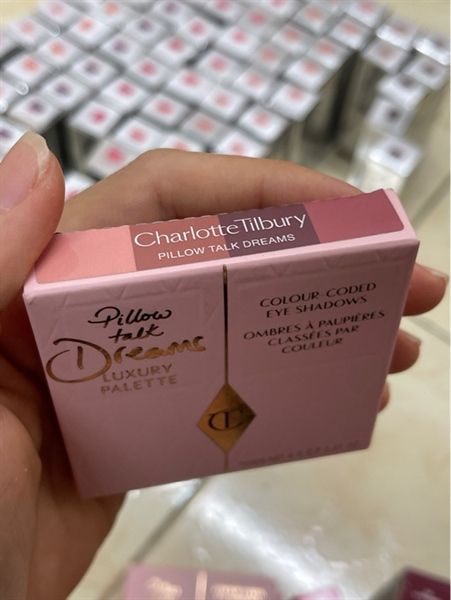 CharlotteTilbury
PILLOW TALK DREAMS
Pillow
talk
Dreams
LUXURY
PALETTE
COLOUR-CODED
EYE SHADOWS
OMBRES À PAUPIÈRES
CLASSÉES PAR
COULEUR